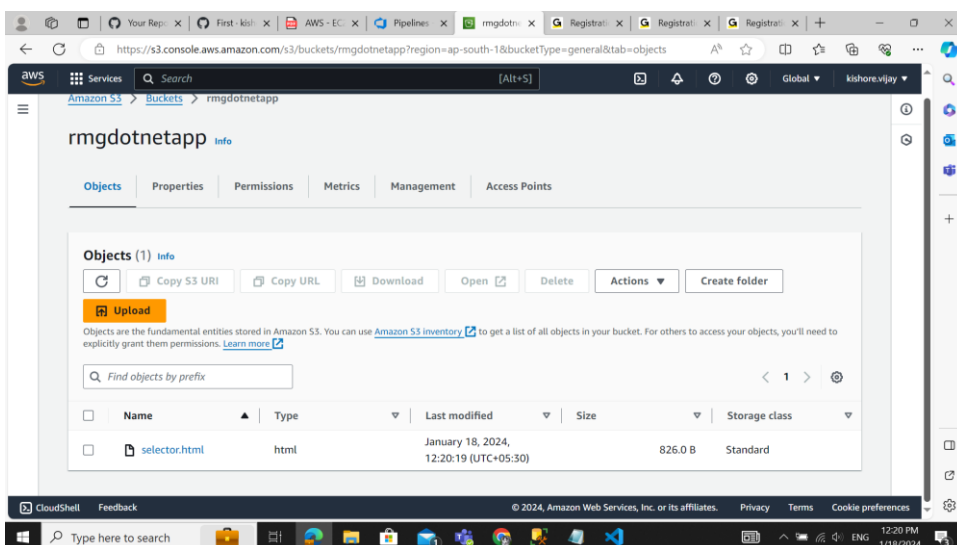 Your Repo
First - kish
AWS - EC
Pipelines
rmgdotne
Registrati
Registrati
Registrati
https://s3.console.aws.amazon.com/s3/buckets/rmgdotnetapp?region=ap-south-1&bucketType=general&tab=objects
aws
Services
Search
[Alt+S]
Global
kishore.vijay
Amazon S3 > Buckets > rmgdotnetapp
rmgdotnetapp Info
Objects Properties Permissions Metrics Management Access Points
Objects (1) Info
Copy S3 URI Copy URL Download Open Delete Actions Create folder
Upload
Objects are the fundamental entities stored in Amazon S3. You can use Amazon S3 inventory to get a list of all objects in your bucket. For others to access your objects, you'll need to
explicitly grant them permissions. Learn more
Find objects by prefix
1
Name Type Last modified Size Storage class
selector.html html January 18, 2024, 826.0 B Standard
12:20:19 (UTC+05:30)
CloudShell Feedback © 2024, Amazon Web Services, Inc. or its affiliates. Privacy Terms Cookie preferences
Type here to search
ENG
12:20 PM
1/18/2024